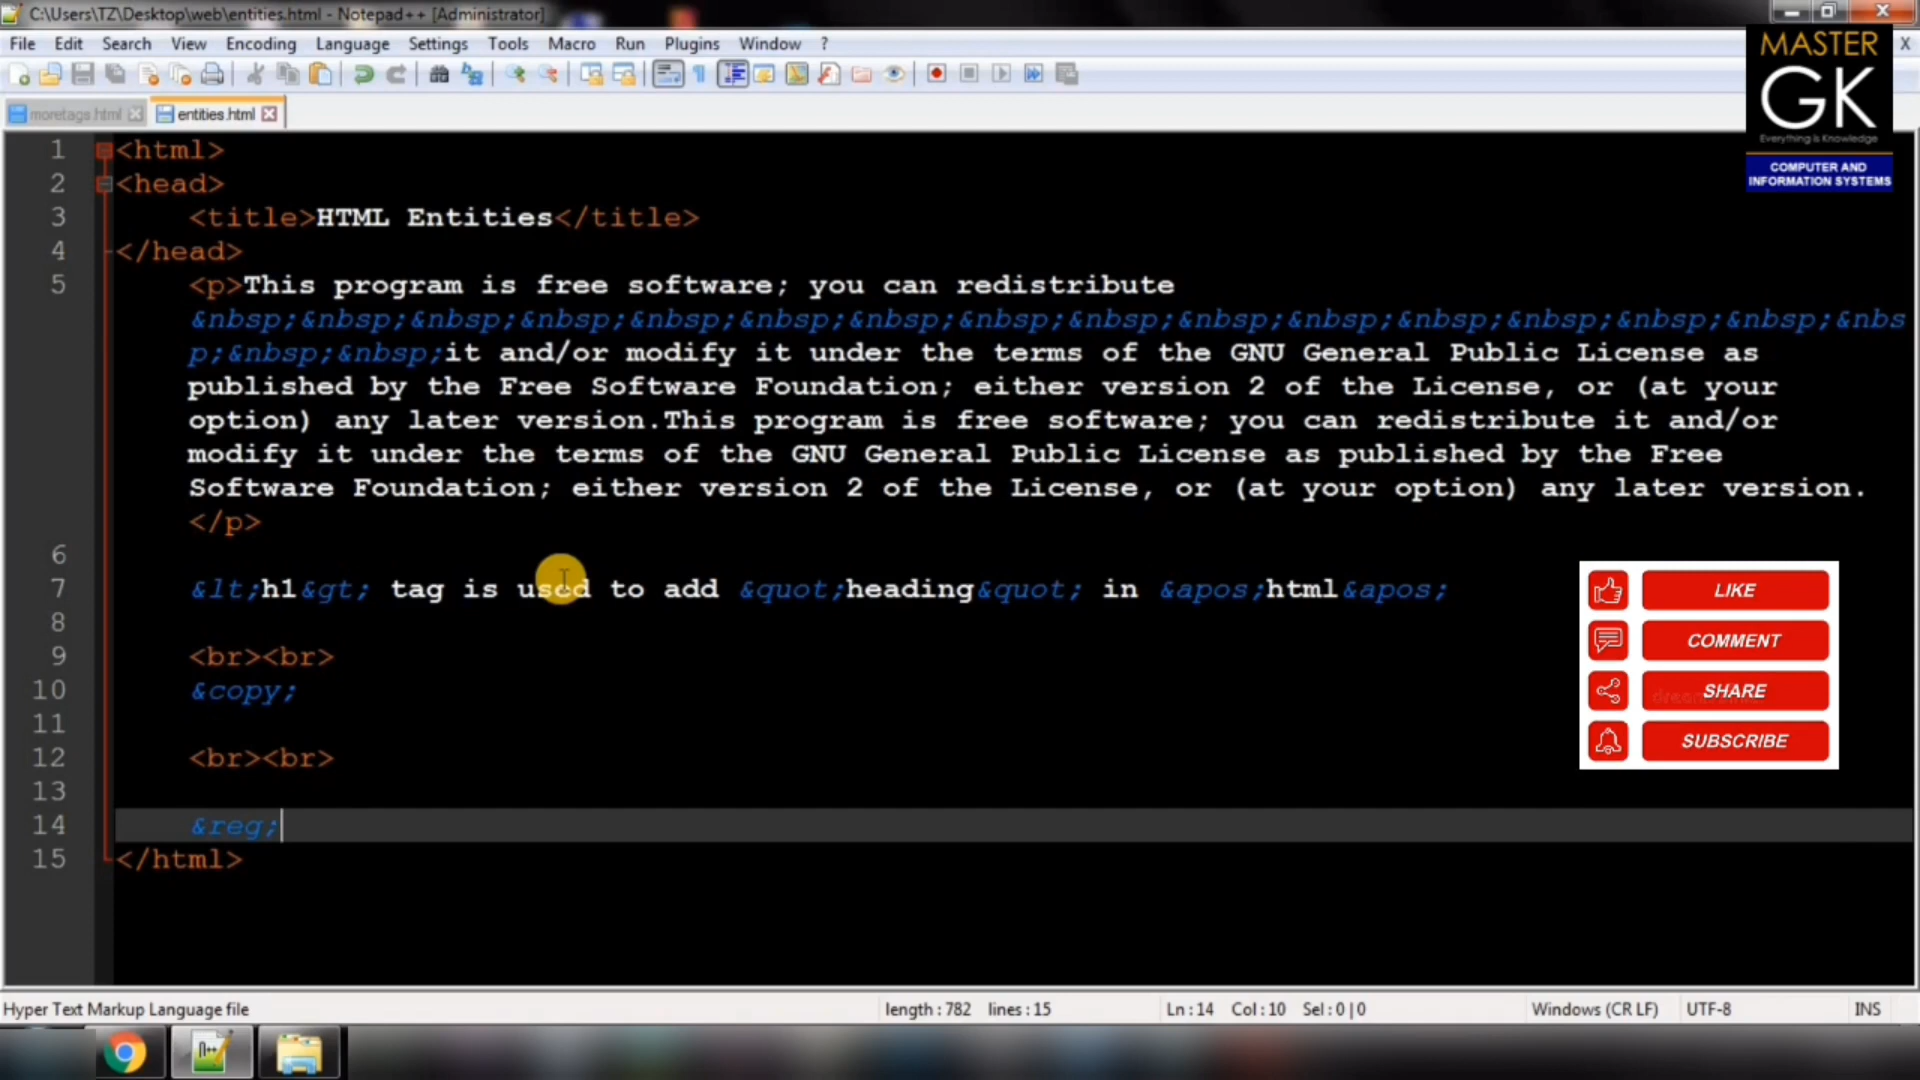 C:\Users\TZ\Desktop\web\entities.html - Notepad++ [Administrator]
File Edit Search View Encoding Language Settings Tools Macro Run Plugins Window ?
X
MASTER
GK
Everything is Knowledge
COMPUTER AND
INFORMATION SYSTEMS
moretags.html entities.html
1 <html>
2 <head>
3 <title>HTML Entities</title>
4 </head>
5 <p>This program is free software; you can redistribute
&nbsp;&nbsp;&nbsp;&nbsp;&nbsp;&nbsp;&nbsp;&nbsp;&nbsp;&nbsp;&nbsp;&nbsp;&nbsp;&nbsp;&nbsp;&nbs
p;&nbsp;&nbsp;it and/or modify it under the terms of the GNU General Public License as
published by the Free Software Foundation; either version 2 of the License, or (at your
option) any later version.This program is free software; you can redistribute it and/or
modify it under the terms of the GNU General Public License as published by the Free
Software Foundation; either version 2 of the License, or (at your option) any later version.
</p>
6
7 &lt;h1&gt; tag is used to add &quot;heading&quot; in &apos;html&apos;
8
9 <br><br>
10 &copy;
11
12 <br><br>
13
14 &reg;
15 </html>
LIKE
COMMENT
SHARE
SUBSCRIBE
Hyper Text Markup Language file length : 782 lines : 15 Ln : 14 Col : 10 Sel : 0 | 0 Windows (CR LF) UTF-8 INS